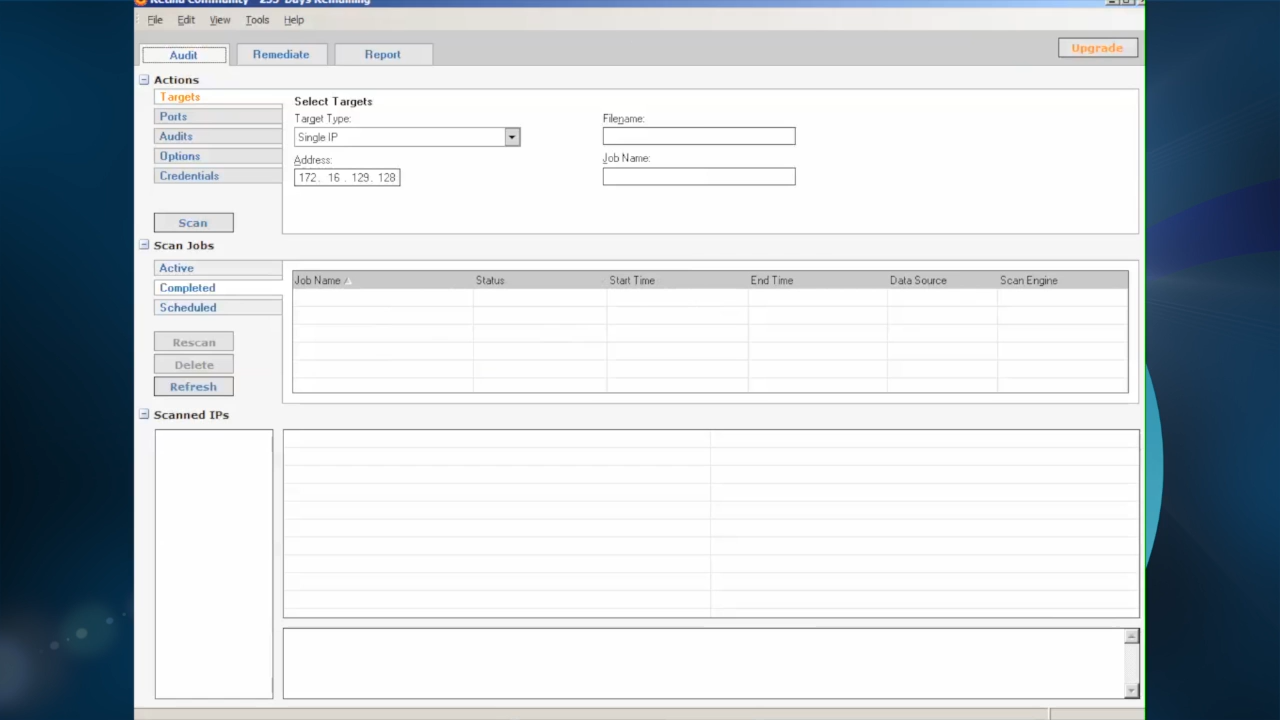 Retina Community - 255 Days Remaining
File Edit View Tools Help
Audit Remediate Report Upgrade
Actions
Targets
Ports
Audits
Options
Credentials
Scan
Select Targets
Target Type:
Single IP
Address:
172. 16 . 129. 128
Filename:
Job Name:
Scan Jobs
Active
Completed
Scheduled
Rescan
Delete
Refresh
Job Name Status Start Time End Time Data Source Scan Engine
Scanned IPs